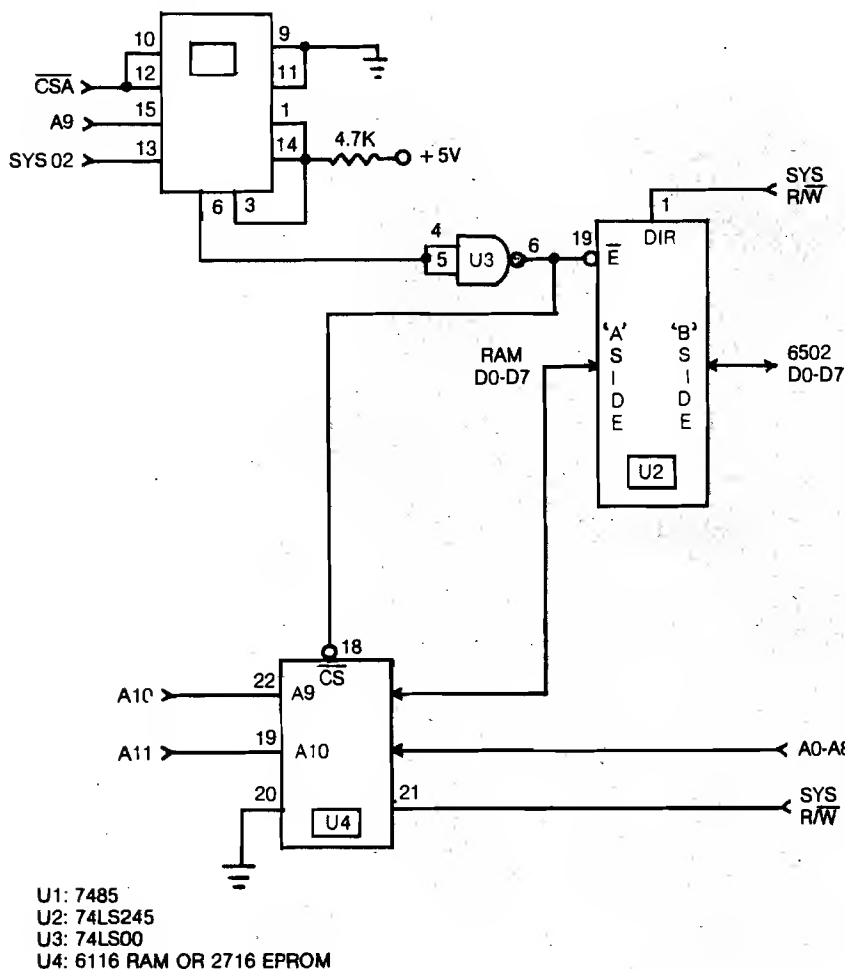 10
9
C̅S̅A̅
12
11
A9
15
1
SYS 02
13
14
4.7K
+5V
6
3
SYS
R/W̅
1
4
5
U3
6
19
E̅
DIR
RAM
D0-D7
'A'
SIDE
'B'
SIDE
6502
D0-D7
U2
18
C̅S̅
A10
22
A9
A11
19
A10
A0-A8
20
21
SYS
R/W̅
U4
U1: 7485
U2: 74LS245
U3: 74LS00
U4: 6116 RAM OR 2716 EPROM